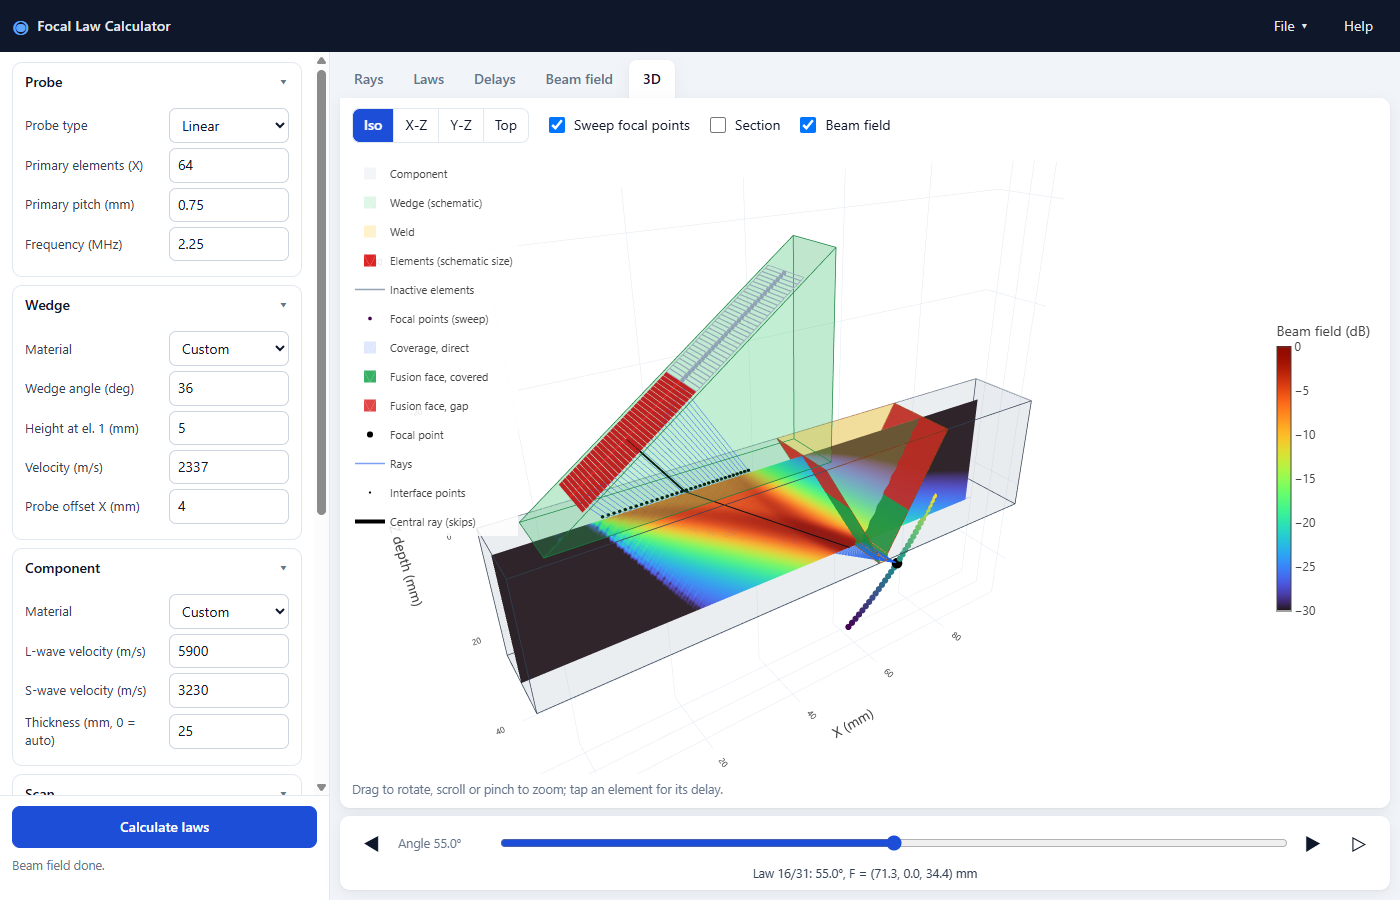 Focal Law Calculator
File ▼
Help
Probe
Probe type
Linear
Primary elements (X)
64
Primary pitch (mm)
0.75
Frequency (MHz)
2.25
Wedge
Material
Custom
Wedge angle (deg)
36
Height at el. 1 (mm)
5
Velocity (m/s)
2337
Probe offset X (mm)
4
Component
Material
Custom
L-wave velocity (m/s)
5900
S-wave velocity (m/s)
3230
Thickness (mm, 0 =
auto)
25
Scan
Calculate laws
Beam field done.
Rays
Laws
Delays
Beam field
3D
Iso
X-Z
Y-Z
Top
Sweep focal points
Section
Beam field
Component
Wedge (schematic)
Weld
Elements (schematic size)
Inactive elements
Focal points (sweep)
Coverage, direct
Fusion face, covered
Fusion face, gap
Focal point
Rays
Interface points
Central ray (skips)
depth (mm)
0
20
40
20
40
60
80
X (mm)
Beam field (dB)
0
−5
−10
−15
−20
−25
−30
Drag to rotate, scroll or pinch to zoom; tap an element for its delay.
Angle 55.0°
Law 16/31: 55.0°, F = (71.3, 0.0, 34.4) mm